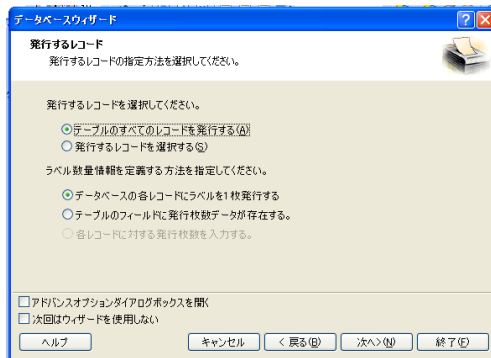 データベースウィザード
発行するレコード
発行するレコードの指定方法を選択してください。
発行するレコードを選択してください。
テーブルのすべてのレコードを発行する(A)
発行するレコードを選択する(S)
ラベル数量情報を定義する方法を指定してください。
データベースの各レコードにラベルを1枚発行する
テーブルのフィールドに発行枚数データが存在する。
各レコードに対する発行枚数を入力する。
アドバンスオプションダイアログボックスを開く
次回はウィザードを使用しない
ヘルプ キャンセル < 戻る(B) 次へ>(N) 終了(F)